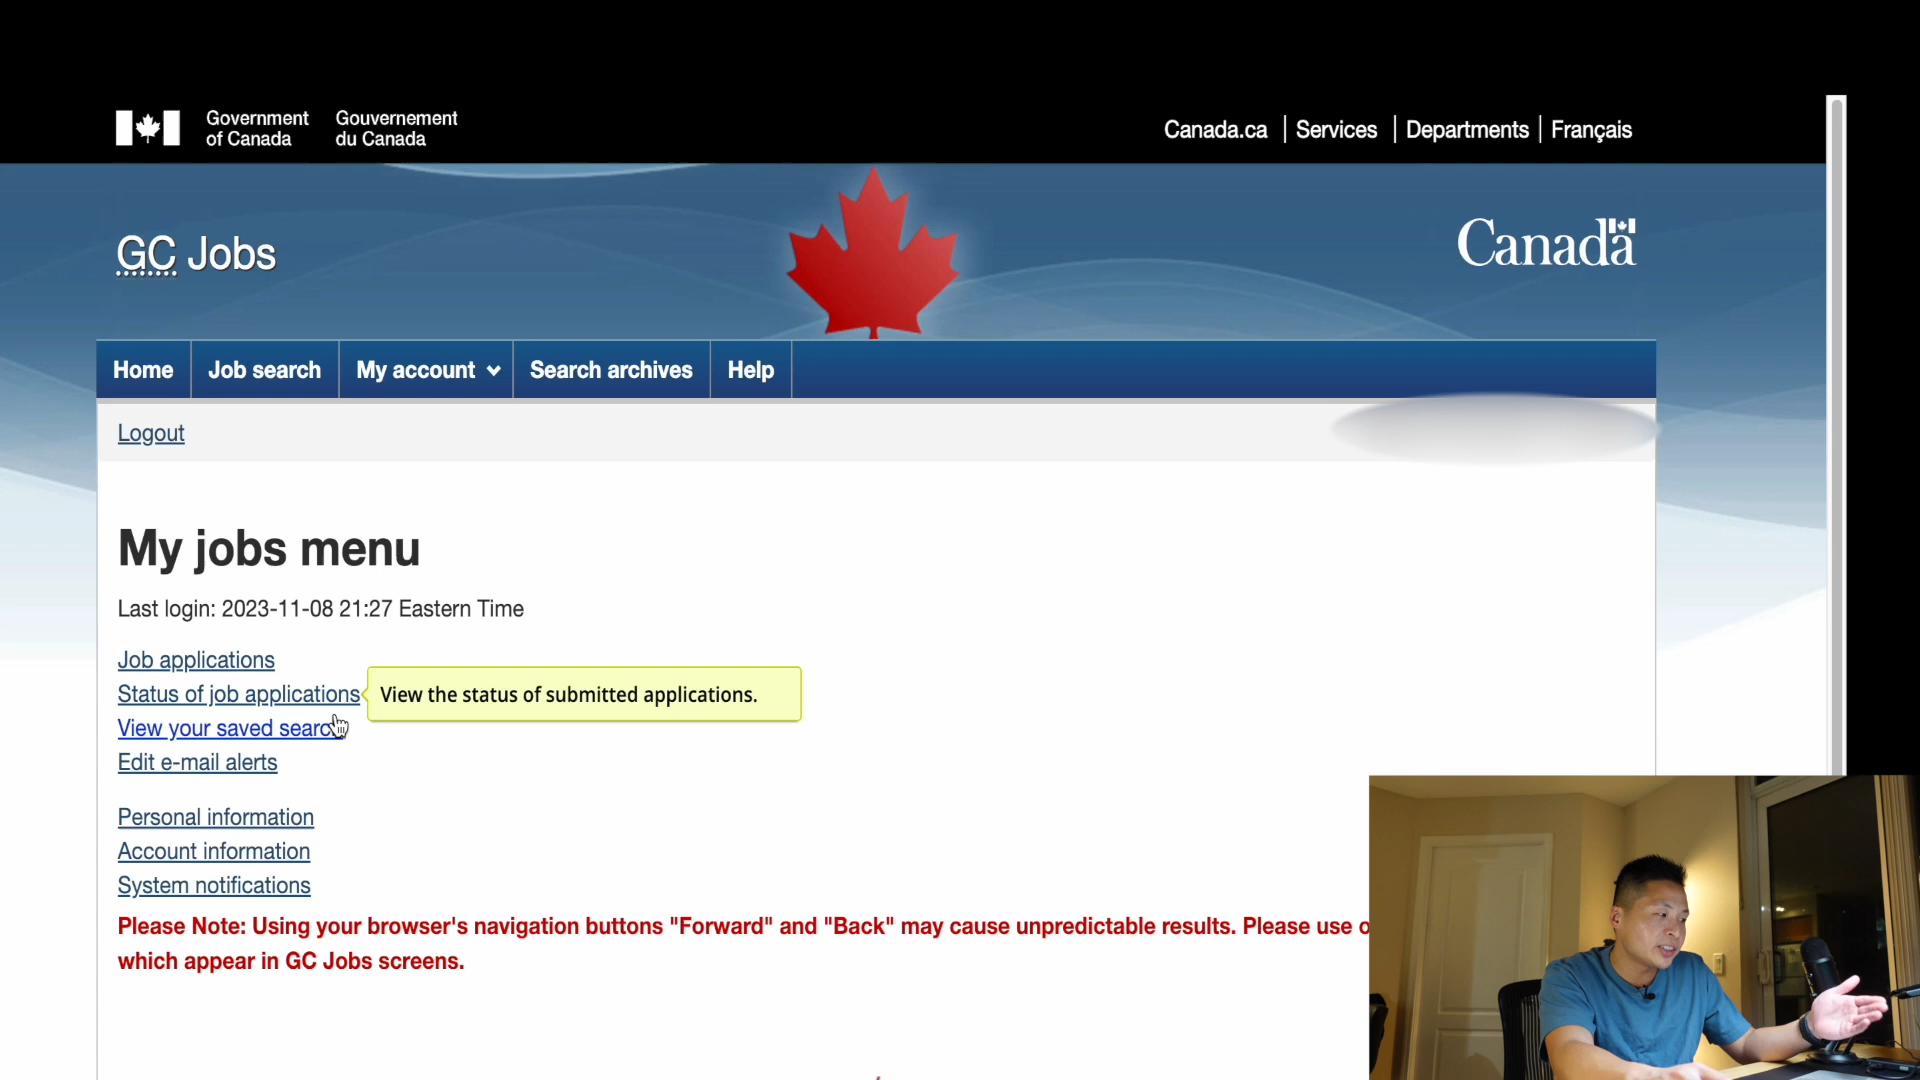 Government
of Canada
Gouvernement
du Canada
Canada.ca
Services
Departments
Français
GC Jobs
Canada
Home
Job search
My account
Search archives
Help
Logout
My jobs menu
Last login: 2023-11-08 21:27 Eastern Time
Job applications
Status of job applications
View the status of submitted applications.
View your saved search
Edit e-mail alerts
Personal information
Account information
System notifications
Please Note: Using your browser's navigation buttons "Forward" and "Back" may cause unpredictable results. Please use
which appear in GC Jobs screens.